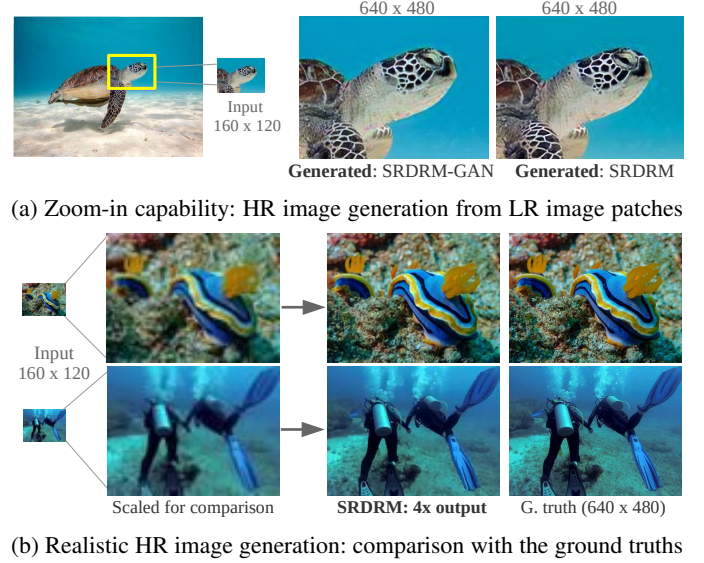 640 x 480
640 x 480
Input
160 x 120
Generated: SRDRM-GAN
Generated: SRDRM
(a) Zoom-in capability: HR image generation from LR image patches
Input
160 x 120
Scaled for comparison
SRDRM: 4x output
G. truth (640 x 480)
(b) Realistic HR image generation: comparison with the ground truths